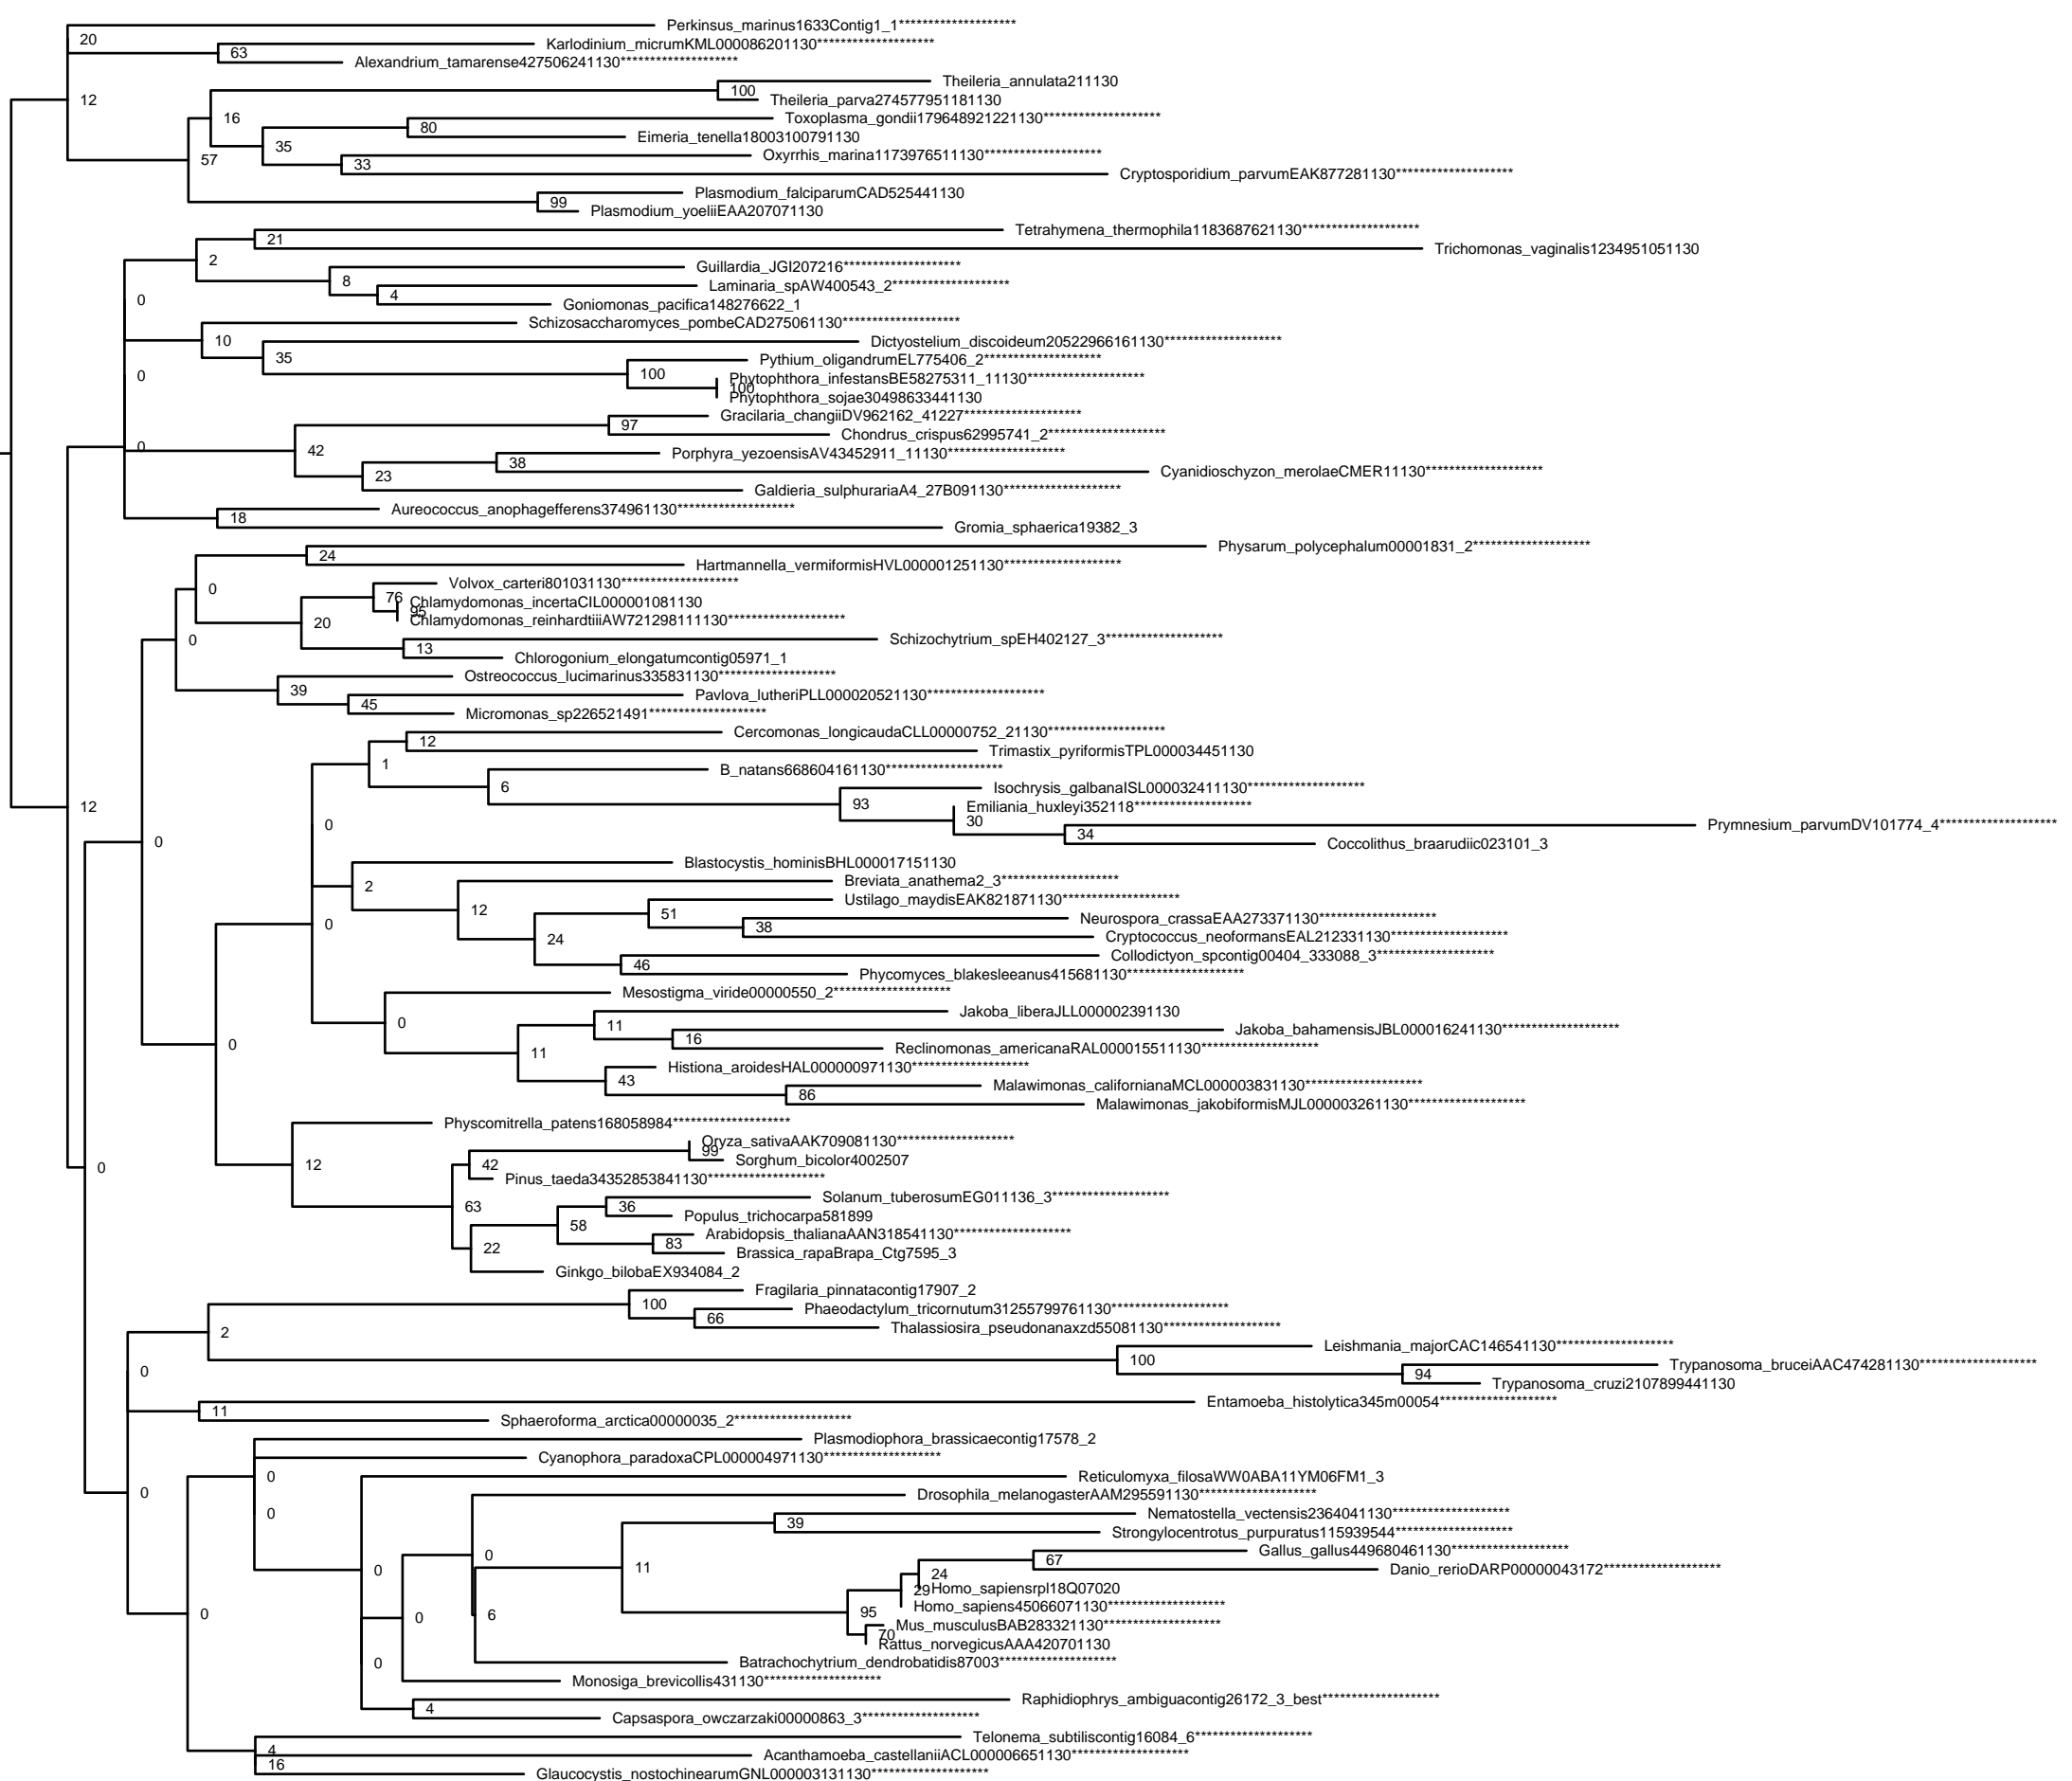 Perkinsus_marinus1633Contig1_1********************
20
Karlodinium_micrumKML000086201130********************
63
Alexandrium_tamarense427506241130********************
12
Theileria_annulata211130
100
Theileria_parva274577951181130
16
Toxoplasma_gondii179648921221130********************
80
Eimeria_tenella18003100791130
35
Oxyrrhis_marina1173976511130********************
57
33
Cryptosporidium_parvumEAK877281130********************
Plasmodium_falciparumCAD525441130
99
Plasmodium_yoeliiEAA207071130
Tetrahymena_thermophila1183687621130********************
21
Trichomonas_vaginalis1234951051130
2
Guillardia_JGI207216********************
8
Laminaria_spAW400543_2********************
4
0
Goniomonas_pacifica148276622_1
Schizosaccharomyces_pombeCAD275061130********************
10
Dictyostelium_discoideum20522966161130********************
35
Pythium_oligandrumEL775406_2********************
100
0
Phytophthora_infestansBE58275311_11130********************
100
Phytophthora_sojae30498633441130
Gracilaria_changiiDV962162_41227********************
97
Chondrus_crispus62995741_2********************
0
42
Porphyra_yezoensisAV43452911_11130********************
38
Cyanidioschyzon_merolaeCMER11130********************
23
Galdieria_sulphurariaA4_27B091130********************
Aureococcus_anophagefferens374961130********************
18
Gromia_sphaerica19382_3
Physarum_polycephalum00001831_2********************
24
Hartmannella_vermiformisHVL000001251130********************
0
Volvox_carteri801031130********************
76
Chlamydomonas_incertaCIL000001081130
95
Chlamydomonas_reinhardtiiiAW721298111130********************
20
0
Schizochytrium_spEH402127_3********************
13
Chlorogonium_elongatumcontig05971_1
Ostreococcus_lucimarinus335831130********************
39
Pavlova_lutheriPLL000020521130********************
45
Micromonas_sp226521491********************
Cercomonas_longicaudaCLL00000752_21130********************
12
Trimastix_pyriformisTPL000034451130
1
B_natans668604161130********************
6
Isochrysis_galbanaISL000032411130********************
93
12
Emiliania_huxleyi352118********************
30
0
Prymnesium_parvumDV101774_4********************
34
0
Coccolithus_braarudiic023101_3
Blastocystis_hominisBHL000017151130
2
Breviata_anathema2_3********************
12
Ustilago_maydisEAK821871130********************
51
Neurospora_crassaEAA273371130********************
0
38
Cryptococcus_neoformansEAL212331130********************
24
Collodictyon_spcontig00404_333088_3********************
46
Phycomyces_blakesleeanus415681130********************
Mesostigma_viride00000550_2********************
Jakoba_liberaJLL000002391130
0
11
Jakoba_bahamensisJBL000016241130********************
16
0
Reclinomonas_americanaRAL000015511130********************
11
Histiona_aroidesHAL000000971130********************
43
Malawimonas_californianaMCL000003831130********************
86
Malawimonas_jakobiformisMJL000003261130********************
Physcomitrella_patens168058984********************
Oryza_sativaAAK709081130********************
99
Sorghum_bicolor4002507
0
12
42
Pinus_taeda34352853841130********************
Solanum_tuberosumEG011136_3********************
63
36
Populus_trichocarpa581899
58
Arabidopsis_thalianaAAN318541130********************
83
22
Brassica_rapaBrapa_Ctg7595_3
Ginkgo_bilobaEX934084_2
Fragilaria_pinnatacontig17907_2
100
Phaeodactylum_tricornutum31255799761130********************
66
Thalassiosira_pseudonanaxzd55081130********************
2
Leishmania_majorCAC146541130********************
100
Trypanosoma_bruceiAAC474281130********************
0
94
Trypanosoma_cruzi2107899441130
Entamoeba_histolytica345m00054********************
11
Sphaeroforma_arctica00000035_2********************
Plasmodiophora_brassicaecontig17578_2
Cyanophora_paradoxaCPL000004971130********************
0
Reticulomyxa_filosaWW0ABA11YM06FM1_3
0
Drosophila_melanogasterAAM295591130********************
0
Nematostella_vectensis2364041130********************
39
Strongylocentrotus_purpuratus115939544********************
0
Gallus_gallus449680461130********************
67
11
0
Danio_rerioDARP00000043172********************
24
29
Homo_sapiensrpl18Q07020
Homo_sapiens45066071130********************
0
0
6
95
Mus_musculusBAB283321130********************
70
Rattus_norvegicusAAA420701130
0
Batrachochytrium_dendrobatidis87003********************
Monosiga_brevicollis431130********************
Raphidiophrys_ambiguacontig26172_3_best********************
4
Capsaspora_owczarzaki00000863_3********************
Telonema_subtiliscontig16084_6********************
4
Acanthamoeba_castellaniiACL000006651130********************
16
Glaucocystis_nostochinearumGNL000003131130********************